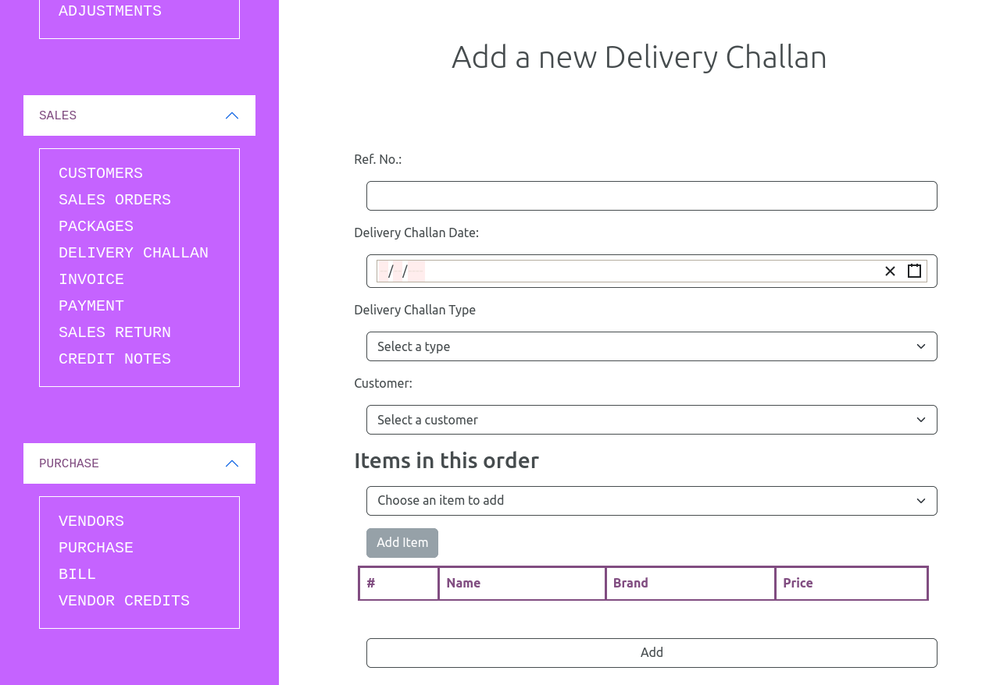 ADJUSTMENTS
SALES
CUSTOMERS
SALES ORDERS
PACKAGES
DELIVERY CHALLAN
INVOICE
PAYMENT
SALES RETURN
CREDIT NOTES
PURCHASE
VENDORS
PURCHASE
BILL
VENDOR CREDITS
Add a new Delivery Challan
Ref. No.:
Delivery Challan Date:
/ /
Delivery Challan Type
Select a type
Customer:
Select a customer
Items in this order
Choose an item to add
Add Item
# Name Brand Price
Add